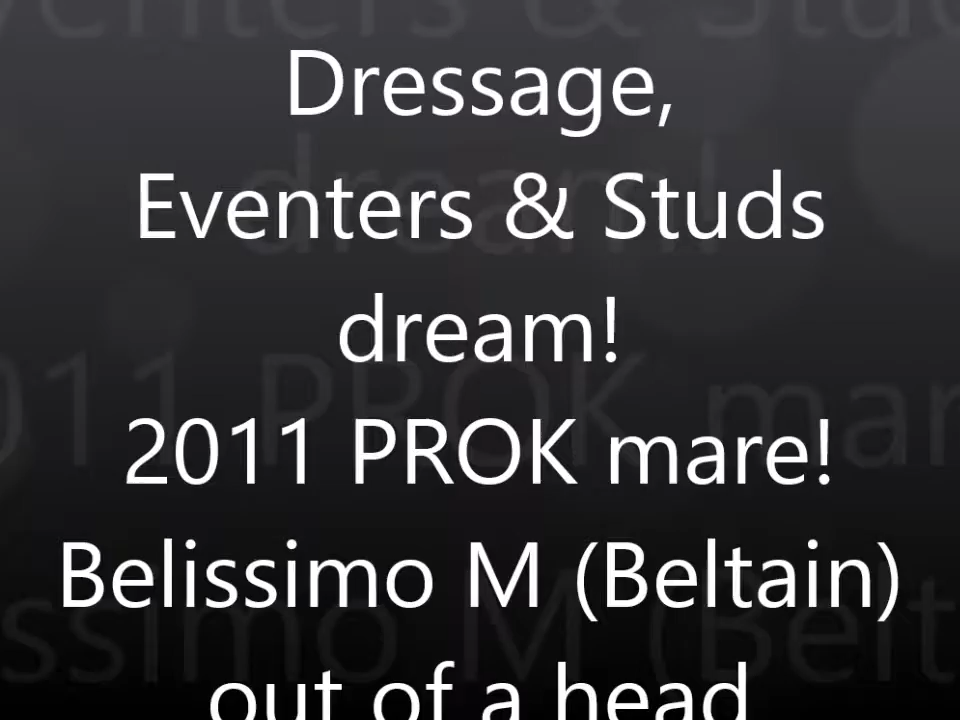 Dressage,
Eventers & Studs
dream!
2011 PROK mare!
Belissimo M (Beltain)
out of a head